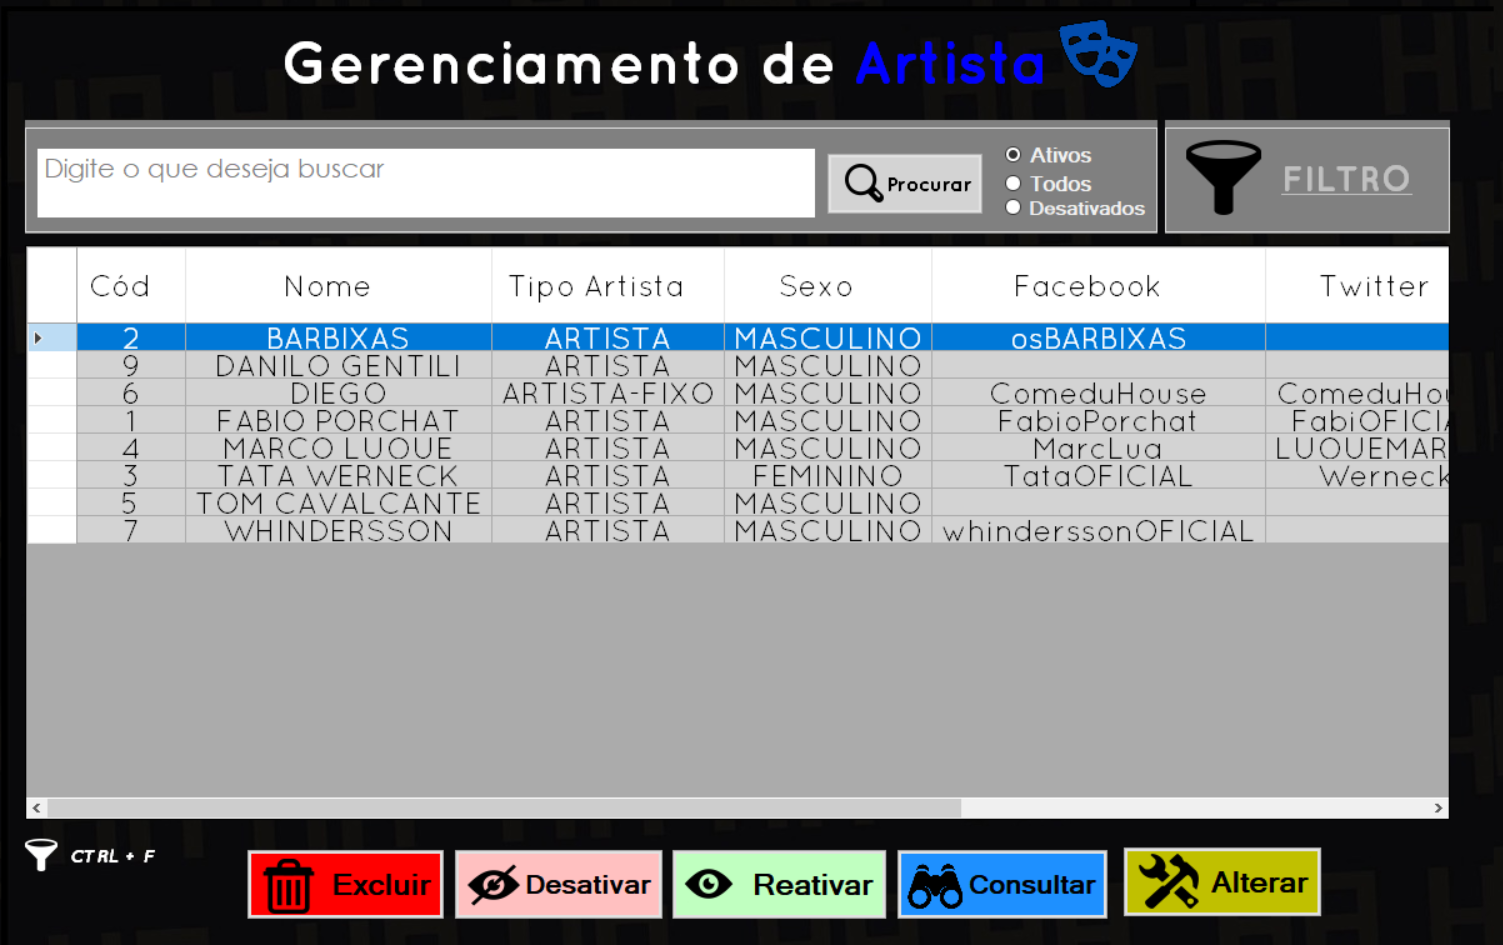 Gerenciamento de Artista
Digite o que deseja buscar
Procurar
Ativos
Todos
Desativados
FILTRO
Cód Nome Tipo Artista Sexo Facebook Twitter
2 BARBIXAS ARTISTA MASCULINO osBARBIXAS
9 DANILO GENTILI ARTISTA MASCULINO
6 DIEGO ARTISTA-FIXO MASCULINO ComeduHouse ComeduHou
1 FABIO PORCHAT ARTISTA MASCULINO FabioPorchat FabiOFICIA
4 MARCO LUQUE ARTISTA MASCULINO MarcLua LUQUEMAR
3 TATA WERNECK ARTISTA FEMININO TataOFICIAL Werneck
5 TOM CAVALCANTE ARTISTA MASCULINO
7 WHINDERSSON ARTISTA MASCULINO whinderssonOFICIAL
CTRL + F
Excluir Desativar Reativar Consultar Alterar